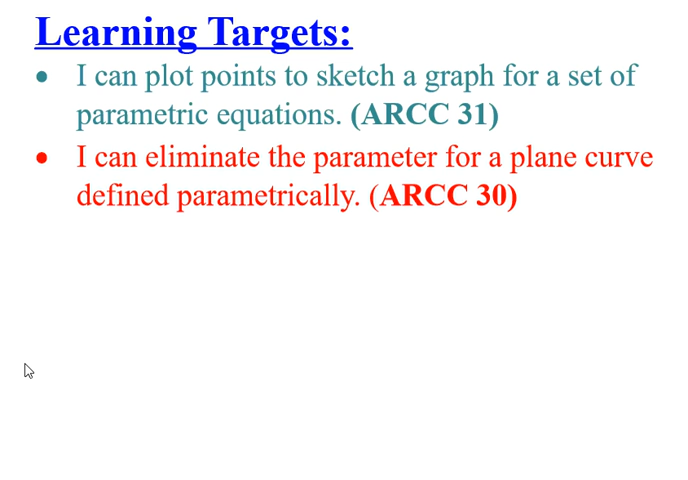 Learning Targets:
• I can plot points to sketch a graph for a set of
parametric equations. (ARCC 31)
• I can eliminate the parameter for a plane curve
defined parametrically. (ARCC 30)